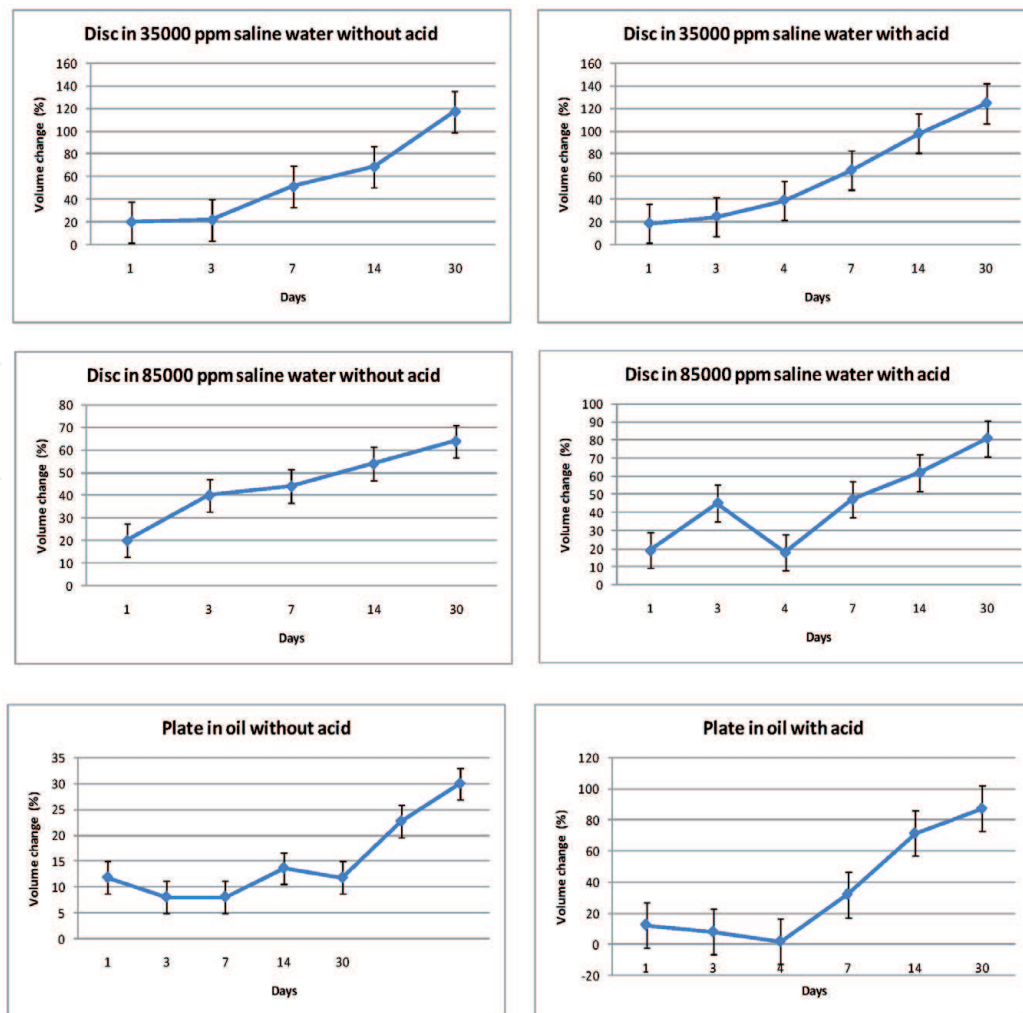 Disc in 35000 ppm saline water without acid
Volume change (%)
160
140
120
100
80
60
40
20
0
1 3 7 14 30
Days
Disc in 35000 ppm saline water with acid
Volume change (%)
160
140
120
100
80
60
40
20
0
1 3 4 7 14 30
Days
Disc in 85000 ppm saline water without acid
Volume change (%)
80
70
60
50
40
30
20
10
0
1 3 7 14 30
Days
Disc in 85000 ppm saline water with acid
Volume change (%)
100
90
80
70
60
50
40
30
20
10
0
1 3 4 7 14 30
Days
Plate in oil without acid
Volume change (%)
35
30
25
20
15
10
5
0
1 3 7 14 30
Days
Plate in oil with acid
Volume change (%)
120
100
80
60
40
20
0
-20
1 3 4 7 14 30
Days